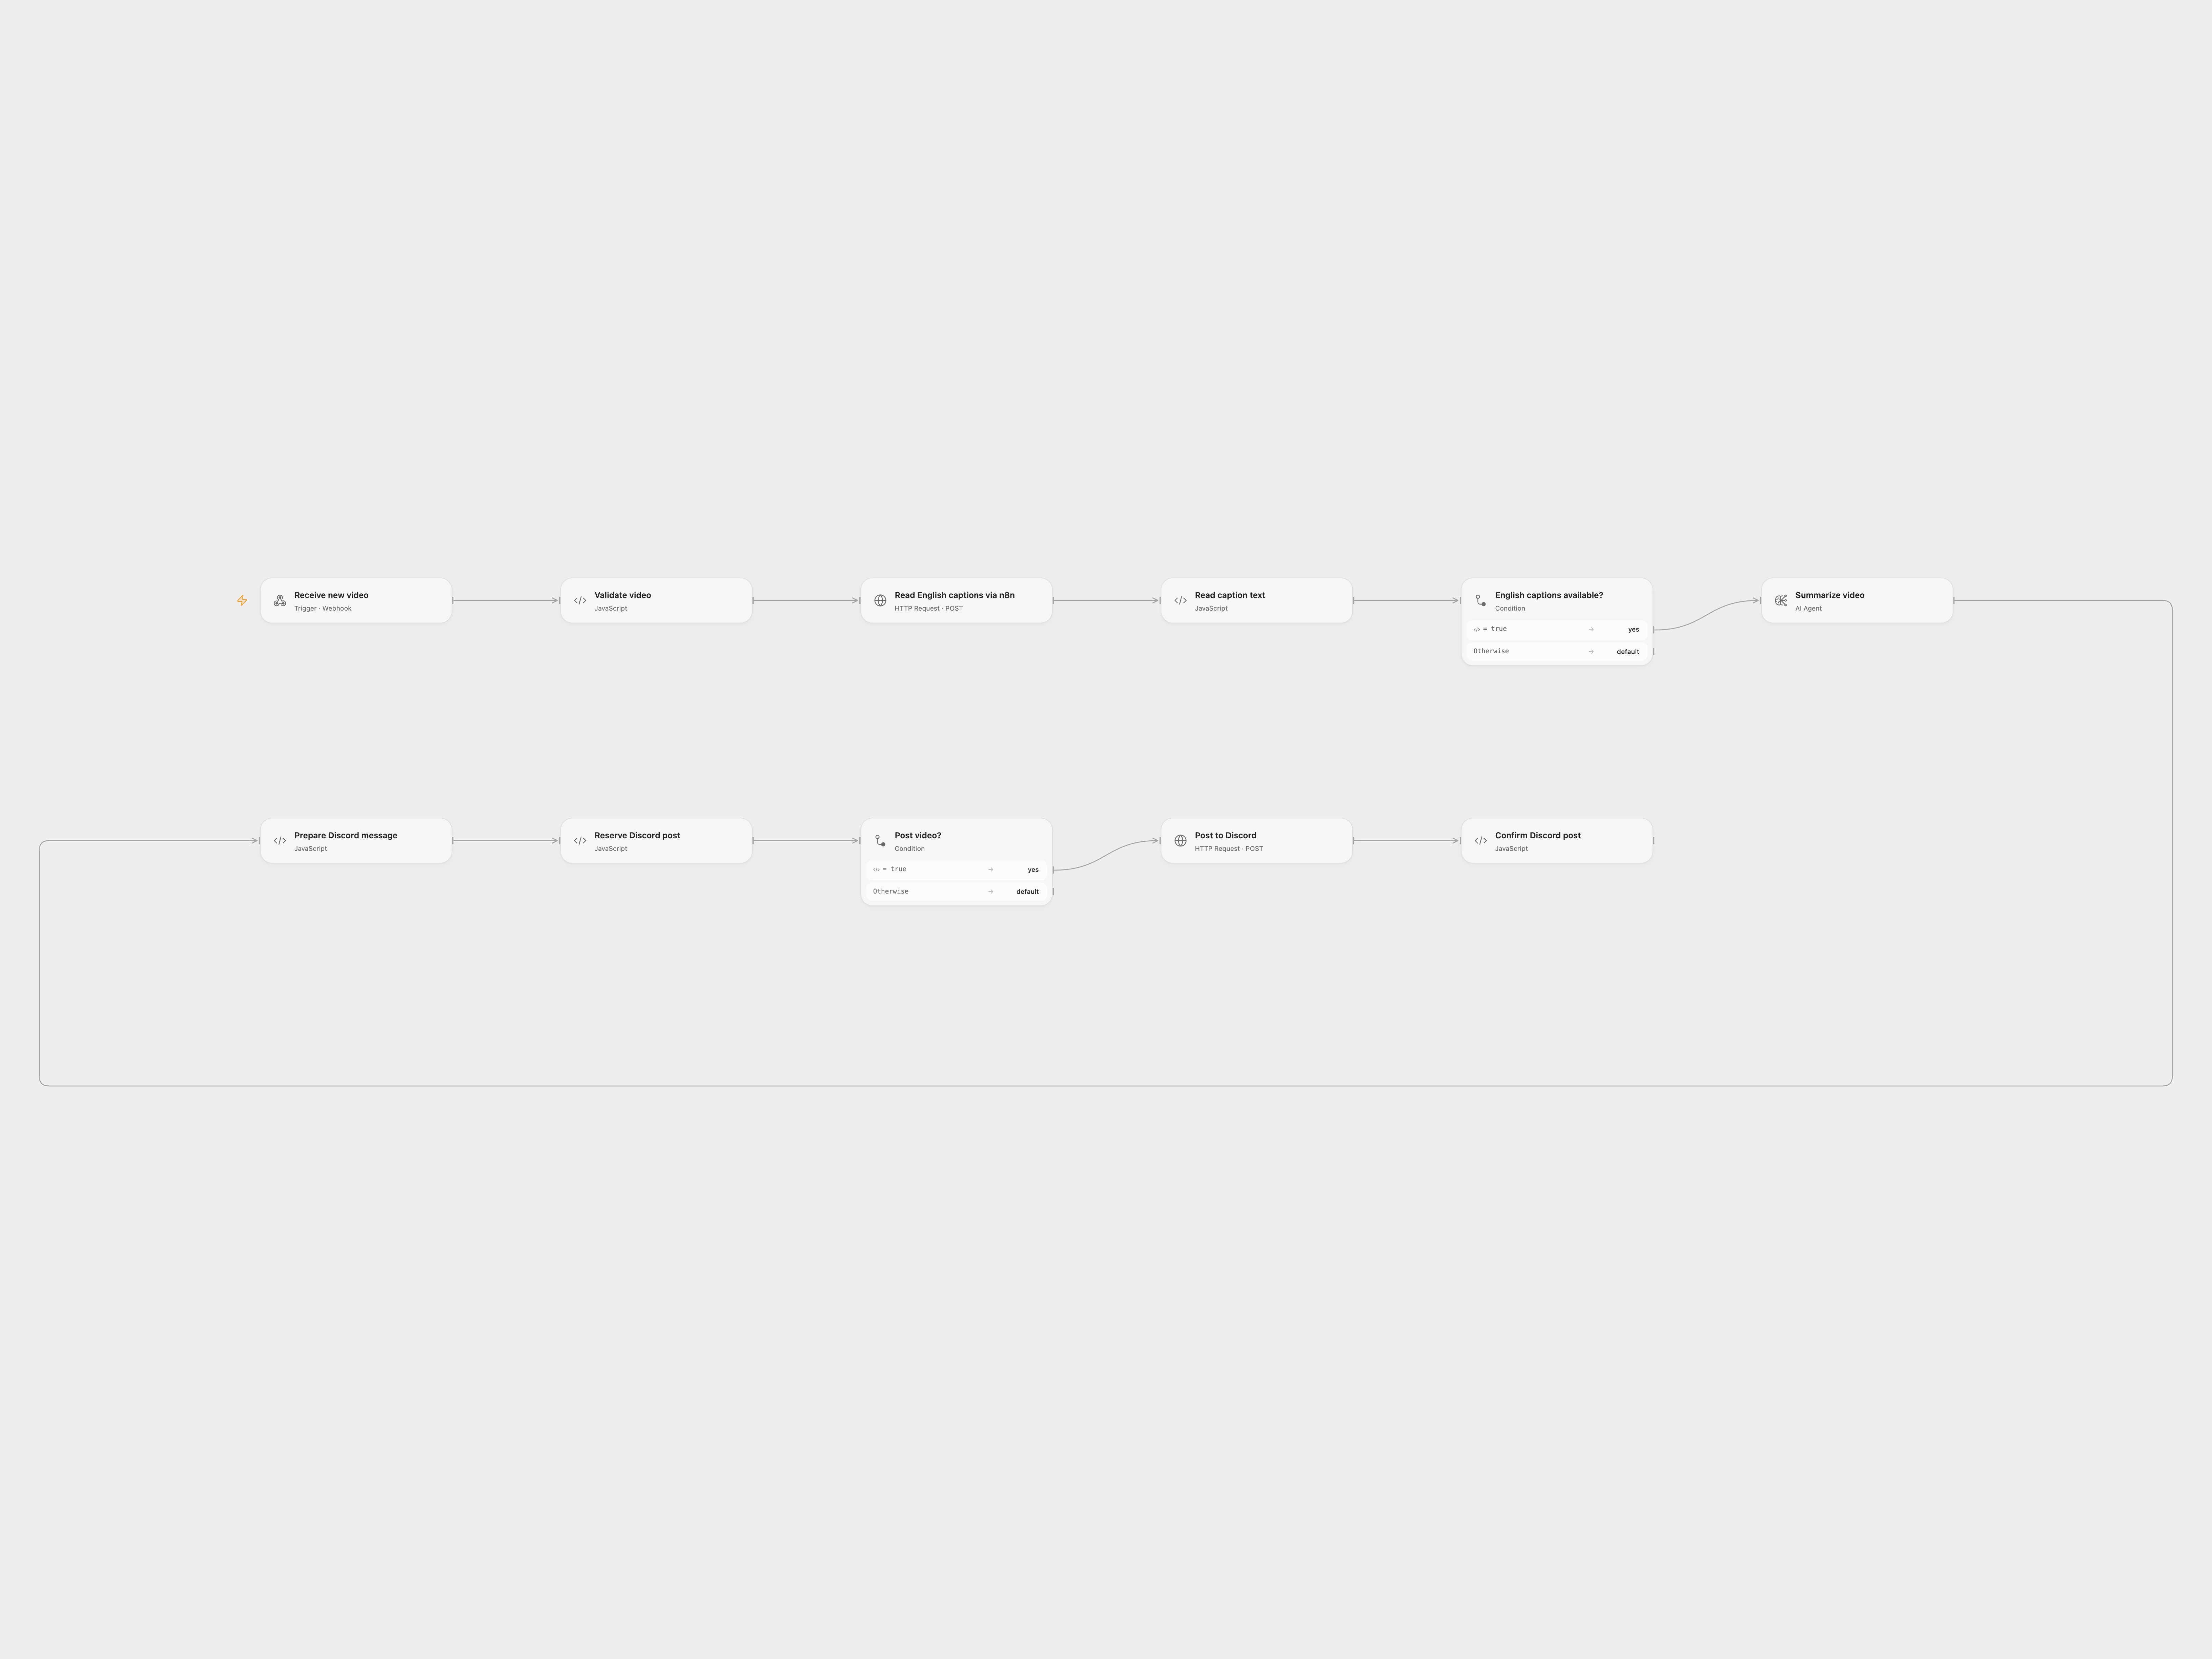 Receive new video
Trigger · Webhook
Validate video
JavaScript
Read English captions via n8n
HTTP Request · POST
Read caption text
JavaScript
English captions available?
Condition
</> = true → yes
Otherwise → default
Summarize video
AI Agent
Prepare Discord message
JavaScript
Reserve Discord post
JavaScript
Post video?
Condition
</> = true → yes
Otherwise → default
Post to Discord
HTTP Request · POST
Confirm Discord post
JavaScript